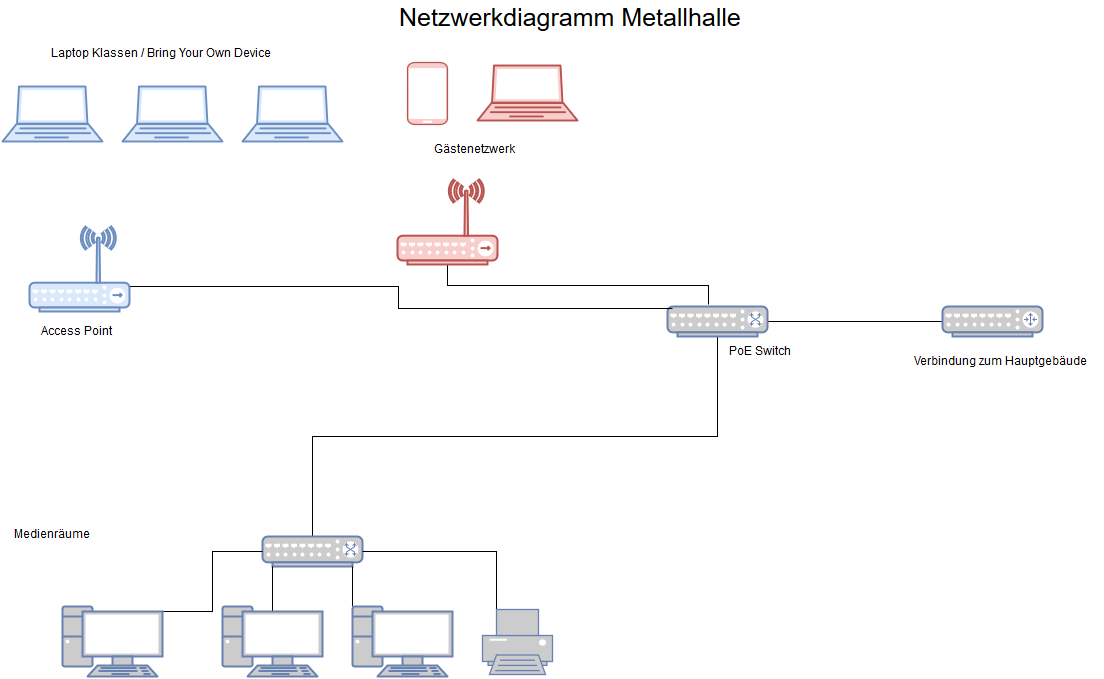 Netzwerkdiagramm Metallhalle
Laptop Klassen / Bring Your Own Device
Gästenetzwerk
Access Point
PoE Switch
Verbindung zum Hauptgebäude
Medienräume